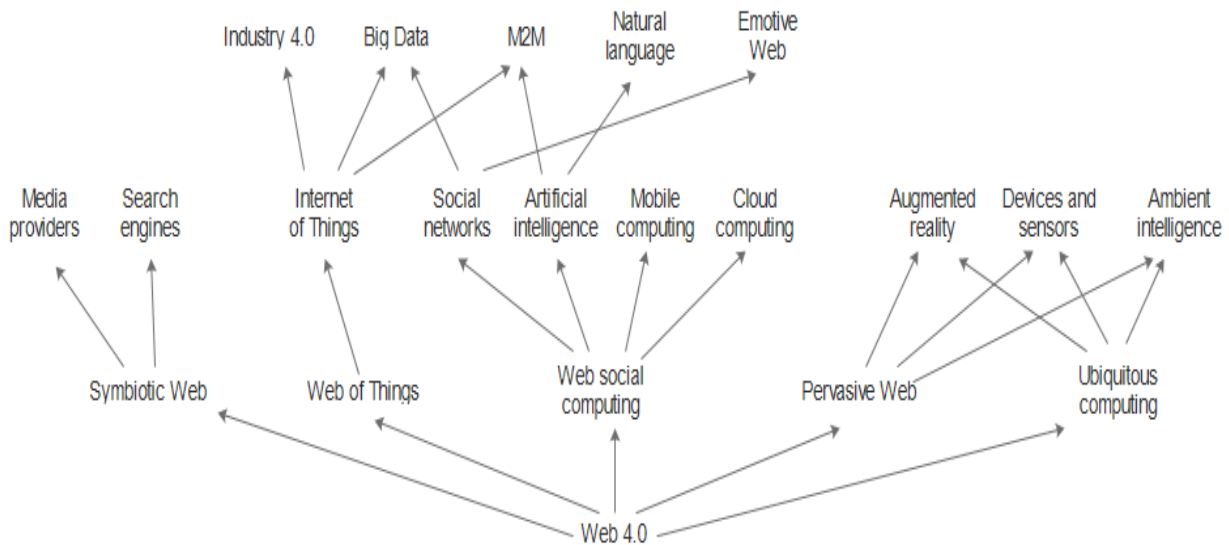 Industry 4.0
Big Data
M2M
Natural
language
Emotive
Web
Media
providers
Search
engines
Internet
of Things
Social
networks
Artificial
intelligence
Mobile
computing
Cloud
computing
Augmented
reality
Devices and
sensors
Ambient
intelligence
Symbiotic Web
Web of Things
Web social
computing
Pervasive Web
Ubiquitous
computing
Web 4.0